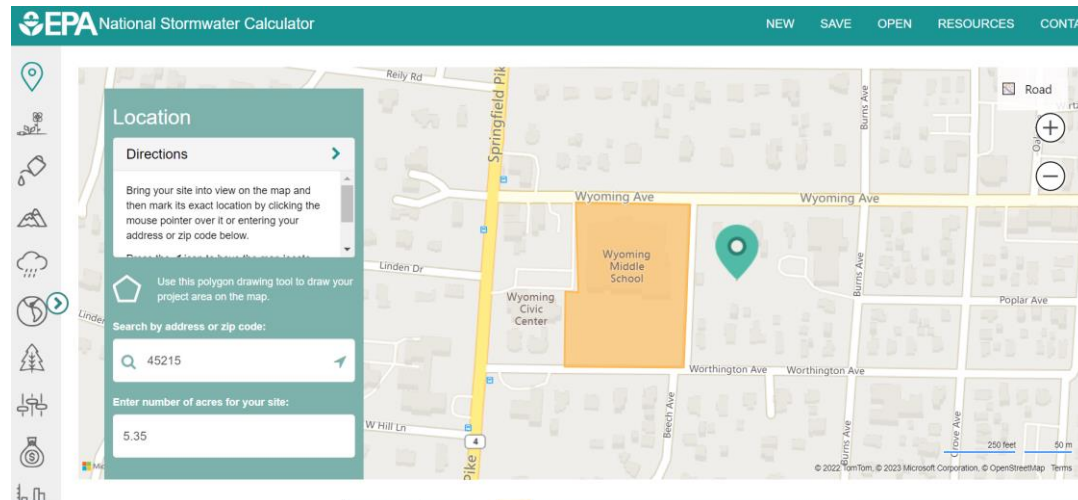 EPA National Stormwater Calculator
NEW SAVE OPEN RESOURCES CONTA
Location
Directions
Bring your site into view on the map and
then mark its exact location by clicking the
mouse pointer over it or entering your
address or zip code below.
Use this polygon drawing tool to draw your
project area on the map.
Search by address or zip code:
45215
Enter number of acres for your site:
5.35
Reily Rd
Springfield Pik
Burns Ave
Road
Wyoming Ave
Wyoming Ave
Linden Dr
Wyoming
Middle
School
Wyoming
Civic
Center
Burns Ave
Poplar Ave
Linden
Worthington Ave
Worthington Ave
Beech Ave
W Hill Ln
4
Pike
Burns Ave
Grove Ave
250 feet
50 m
© 2022 TomTom, © 2023 Microsoft Corporation, © OpenStreetMap Terms